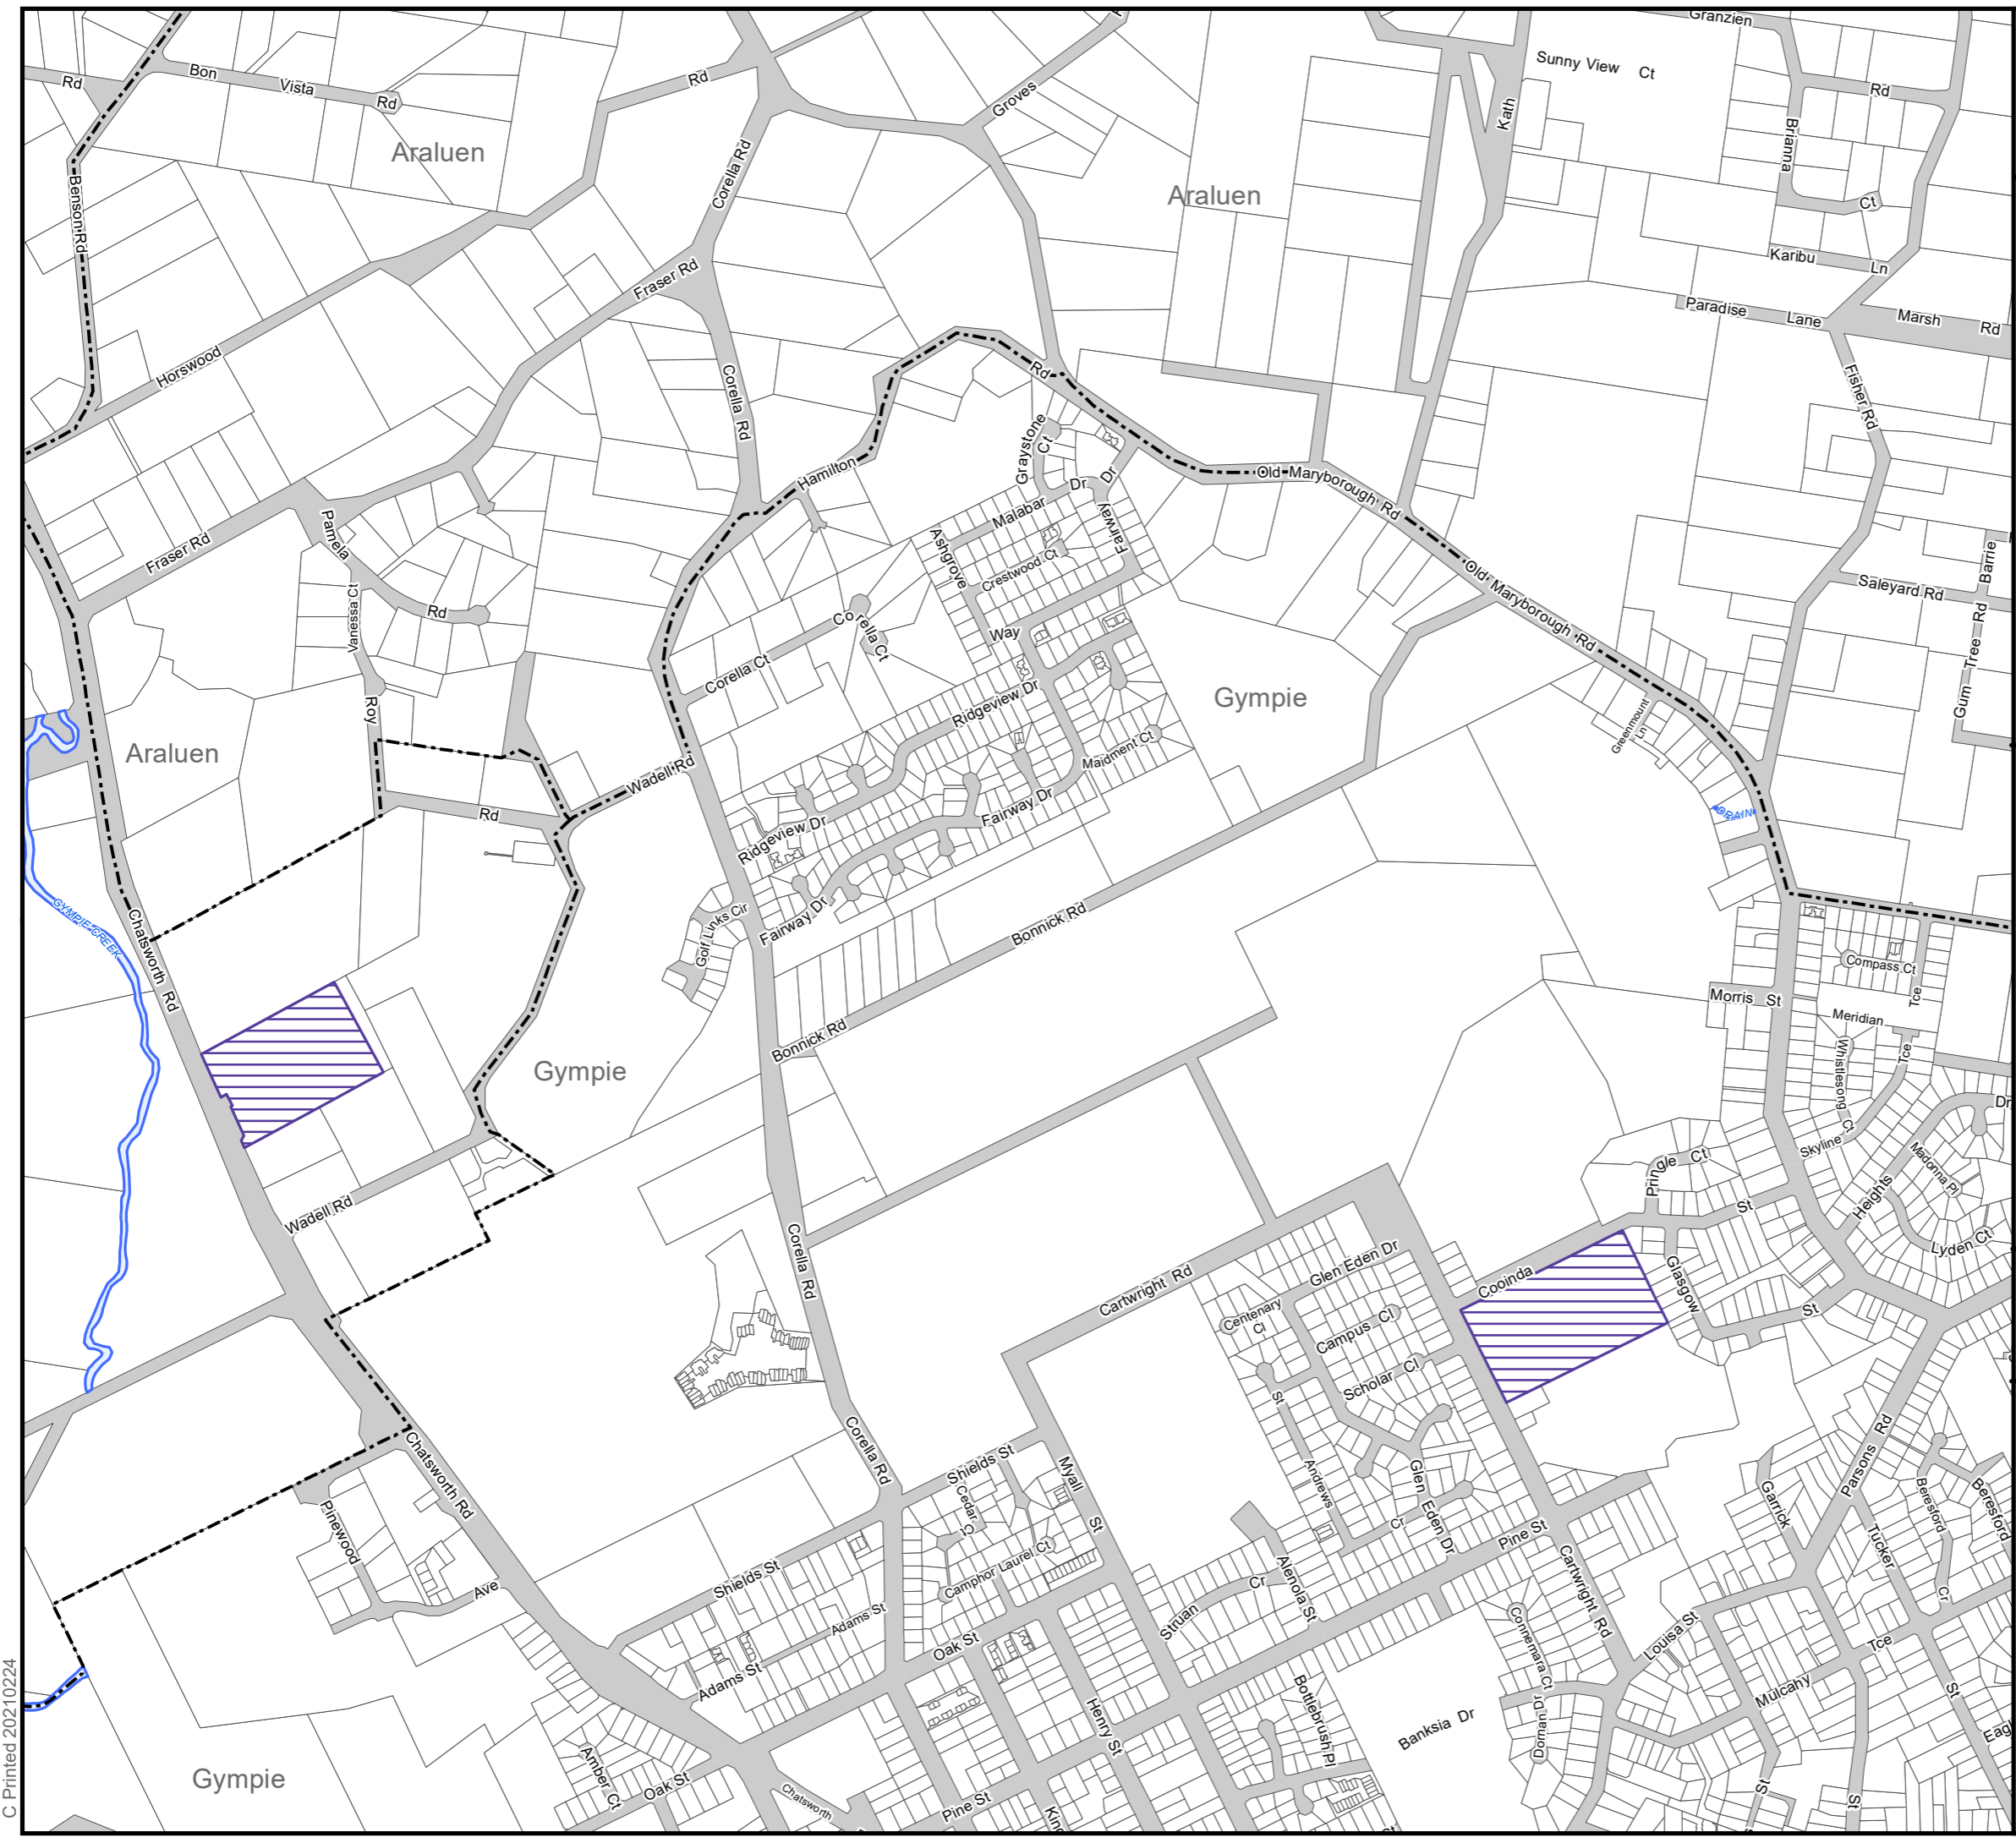 Granzien
Rd
Bon
Vista
Rd
Rd
Groves
Sunny View Ct
Kath
Rd
Brianna
Araluen
Corella Rd
Araluen
Benson Rd
Ct
Karibu
Ln
Fraser Rd
Paradise
Lane
Marsh
Rd
Horswood
Corella Rd
Rd
Fisher Rd
Graystone
Ct
Hamilton
Old Maryborough Rd
Dr
Dr
Malabar
Fairway
Pamela
Fraser Rd
Ashgrove
Crestwood Ct
Old Maryborough Rd
Barrie
Saleyard Rd
Vanessa Ct
Rd
Corella Ct
Way
Gum Tree Rd
Corella Ct
Ridgeview Dr
Gympie
Roy
Greenmount
Ln
Araluen
Maidment Ct
Wadell Rd
Rd
Fairway Dr
DRAIN
Ridgeview Dr
GYMPIE CREEK
Chatsworth Rd
Golf Links Cir
Fairway Dr
Bonnick Rd
Compass Ct
Tce
Morris St
Meridian
Bonnick Rd
Whistlesong Ct
Tce
Gympie
Dr
Skyline
Madonna Pl
Pringle Ct
Heights
St
Wadell Rd
Lyden Ct
Corella Rd
Glen Eden Dr
Cartwright Rd
Cooinda
Glasgow
Centenary
Cl
Campus Cl
St
Scholar Cl
St
Corella Rd
Chatsworth Rd
Shields St
Myall
St
Andrews
Glen Eden Dr
Parsons Rd
Garrick
Beresford
Beresford
Cedar
Ct
Pinewood
Cr
Pine St
Tucker
Camphor Laurel Ct
Cartwright Rd
Ave
Shields St
Cr
Alenola St
Cr
Adams St
Struan
Connemara Ct
Louisa St
Oak St
Tce
Adams St
Mulcahy
St
Henry St
Bottlebrush Pl
Banksia Dr
Dornan Dr
Amber Ct
Gympie
Oak St
Chatsworth
Pine St
St
St
C Printed 20210224